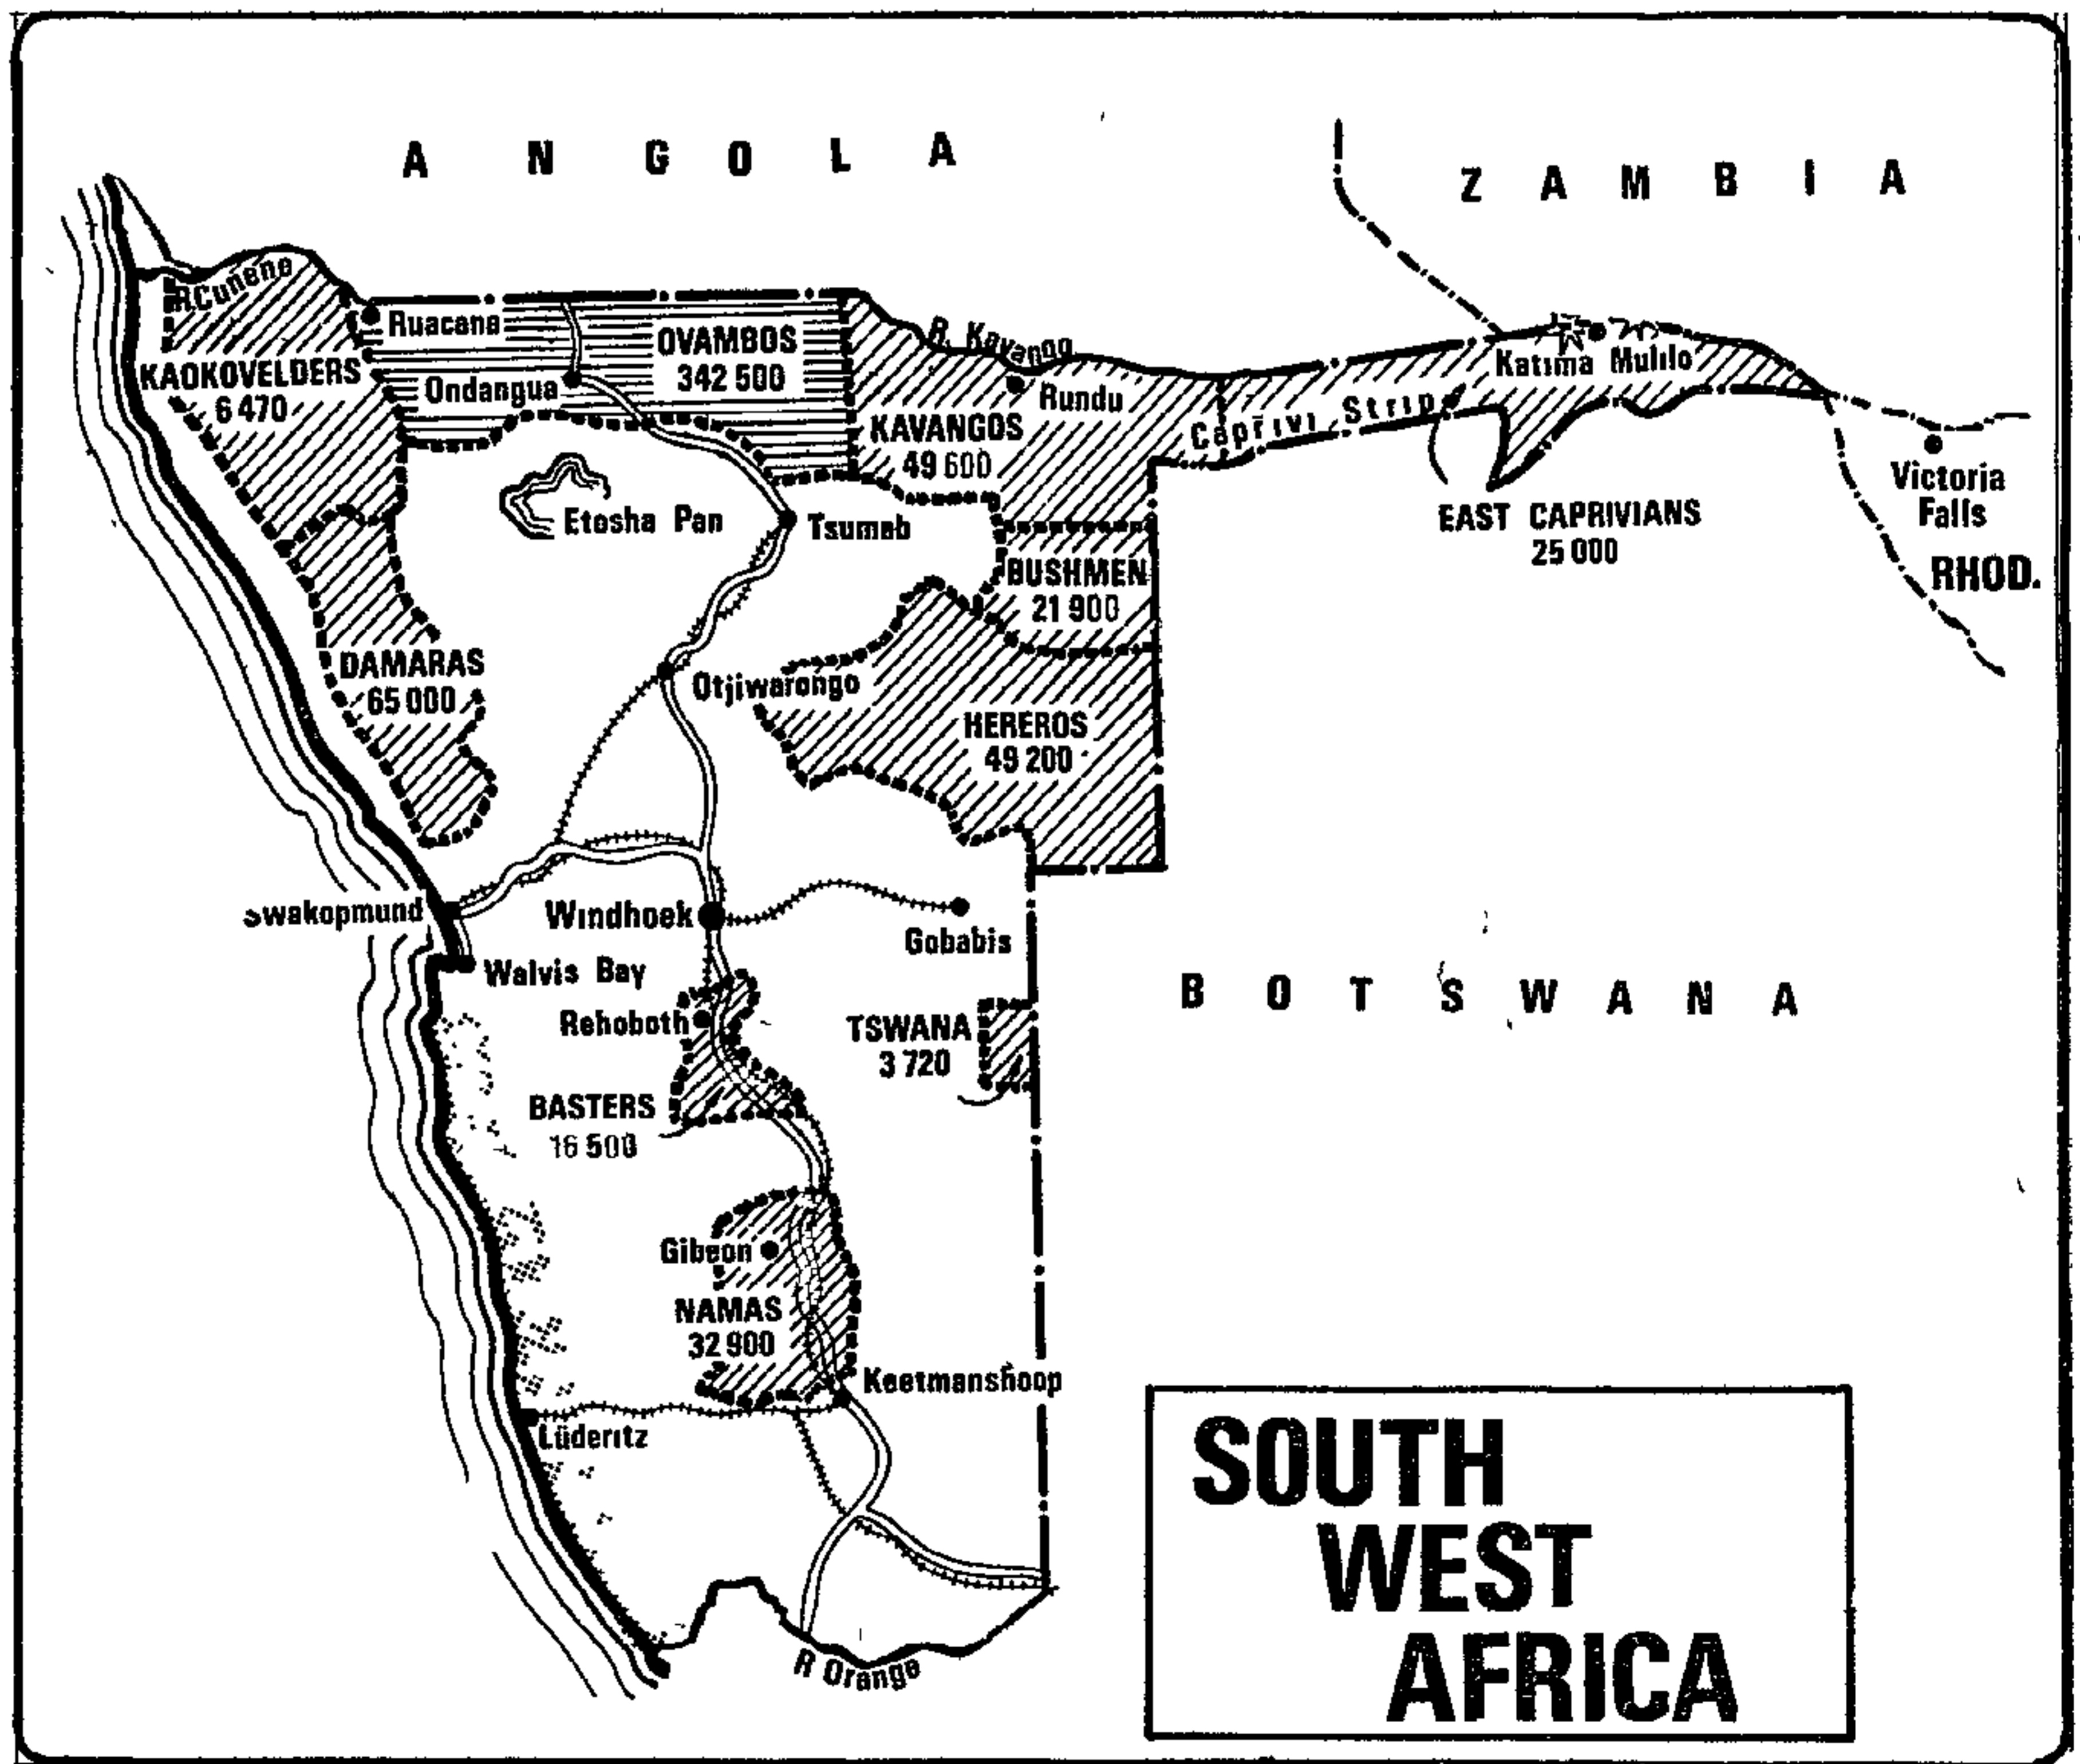 ANGOLA
ZAMBIA
R.Cunene
Ruacana
OVAMBOS
342 500
R. Kavango
Katima Mulilo
KAOKOVELDERS
6 470
Ondangua
Rundu
Caprivi Strip
KAVANGOS
49 600
Victoria
Falls
Etosha Pan
Tsumeb
EAST CAPRIVIANS
25 000
RHOD.
BUSHMEN
21 900
DAMARAS
65 000
Otjiwarongo
HEREROS
49 200
Swakopmund
Windhoek
Gobabis
Walvis Bay
BOTSWANA
Rehoboth
TSWANA
3 720
BASTERS
16 500
Gibeon
NAMAS
32 900
Keetmanshoop
Lüderitz
R Orange
SOUTH
WEST
AFRICA